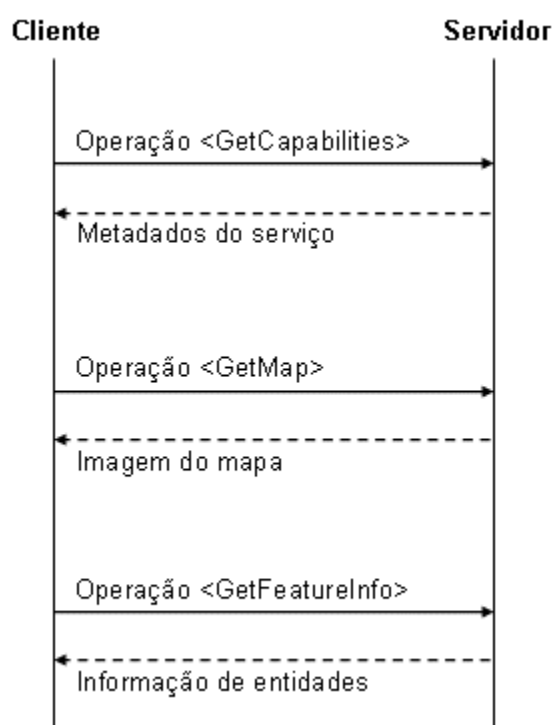 Cliente Servidor
Operação <GetCapabilities>
Metadados do serviço
Operação <GetMap>
Imagem do mapa
Operação <GetFeatureInfo>
Informação de entidades